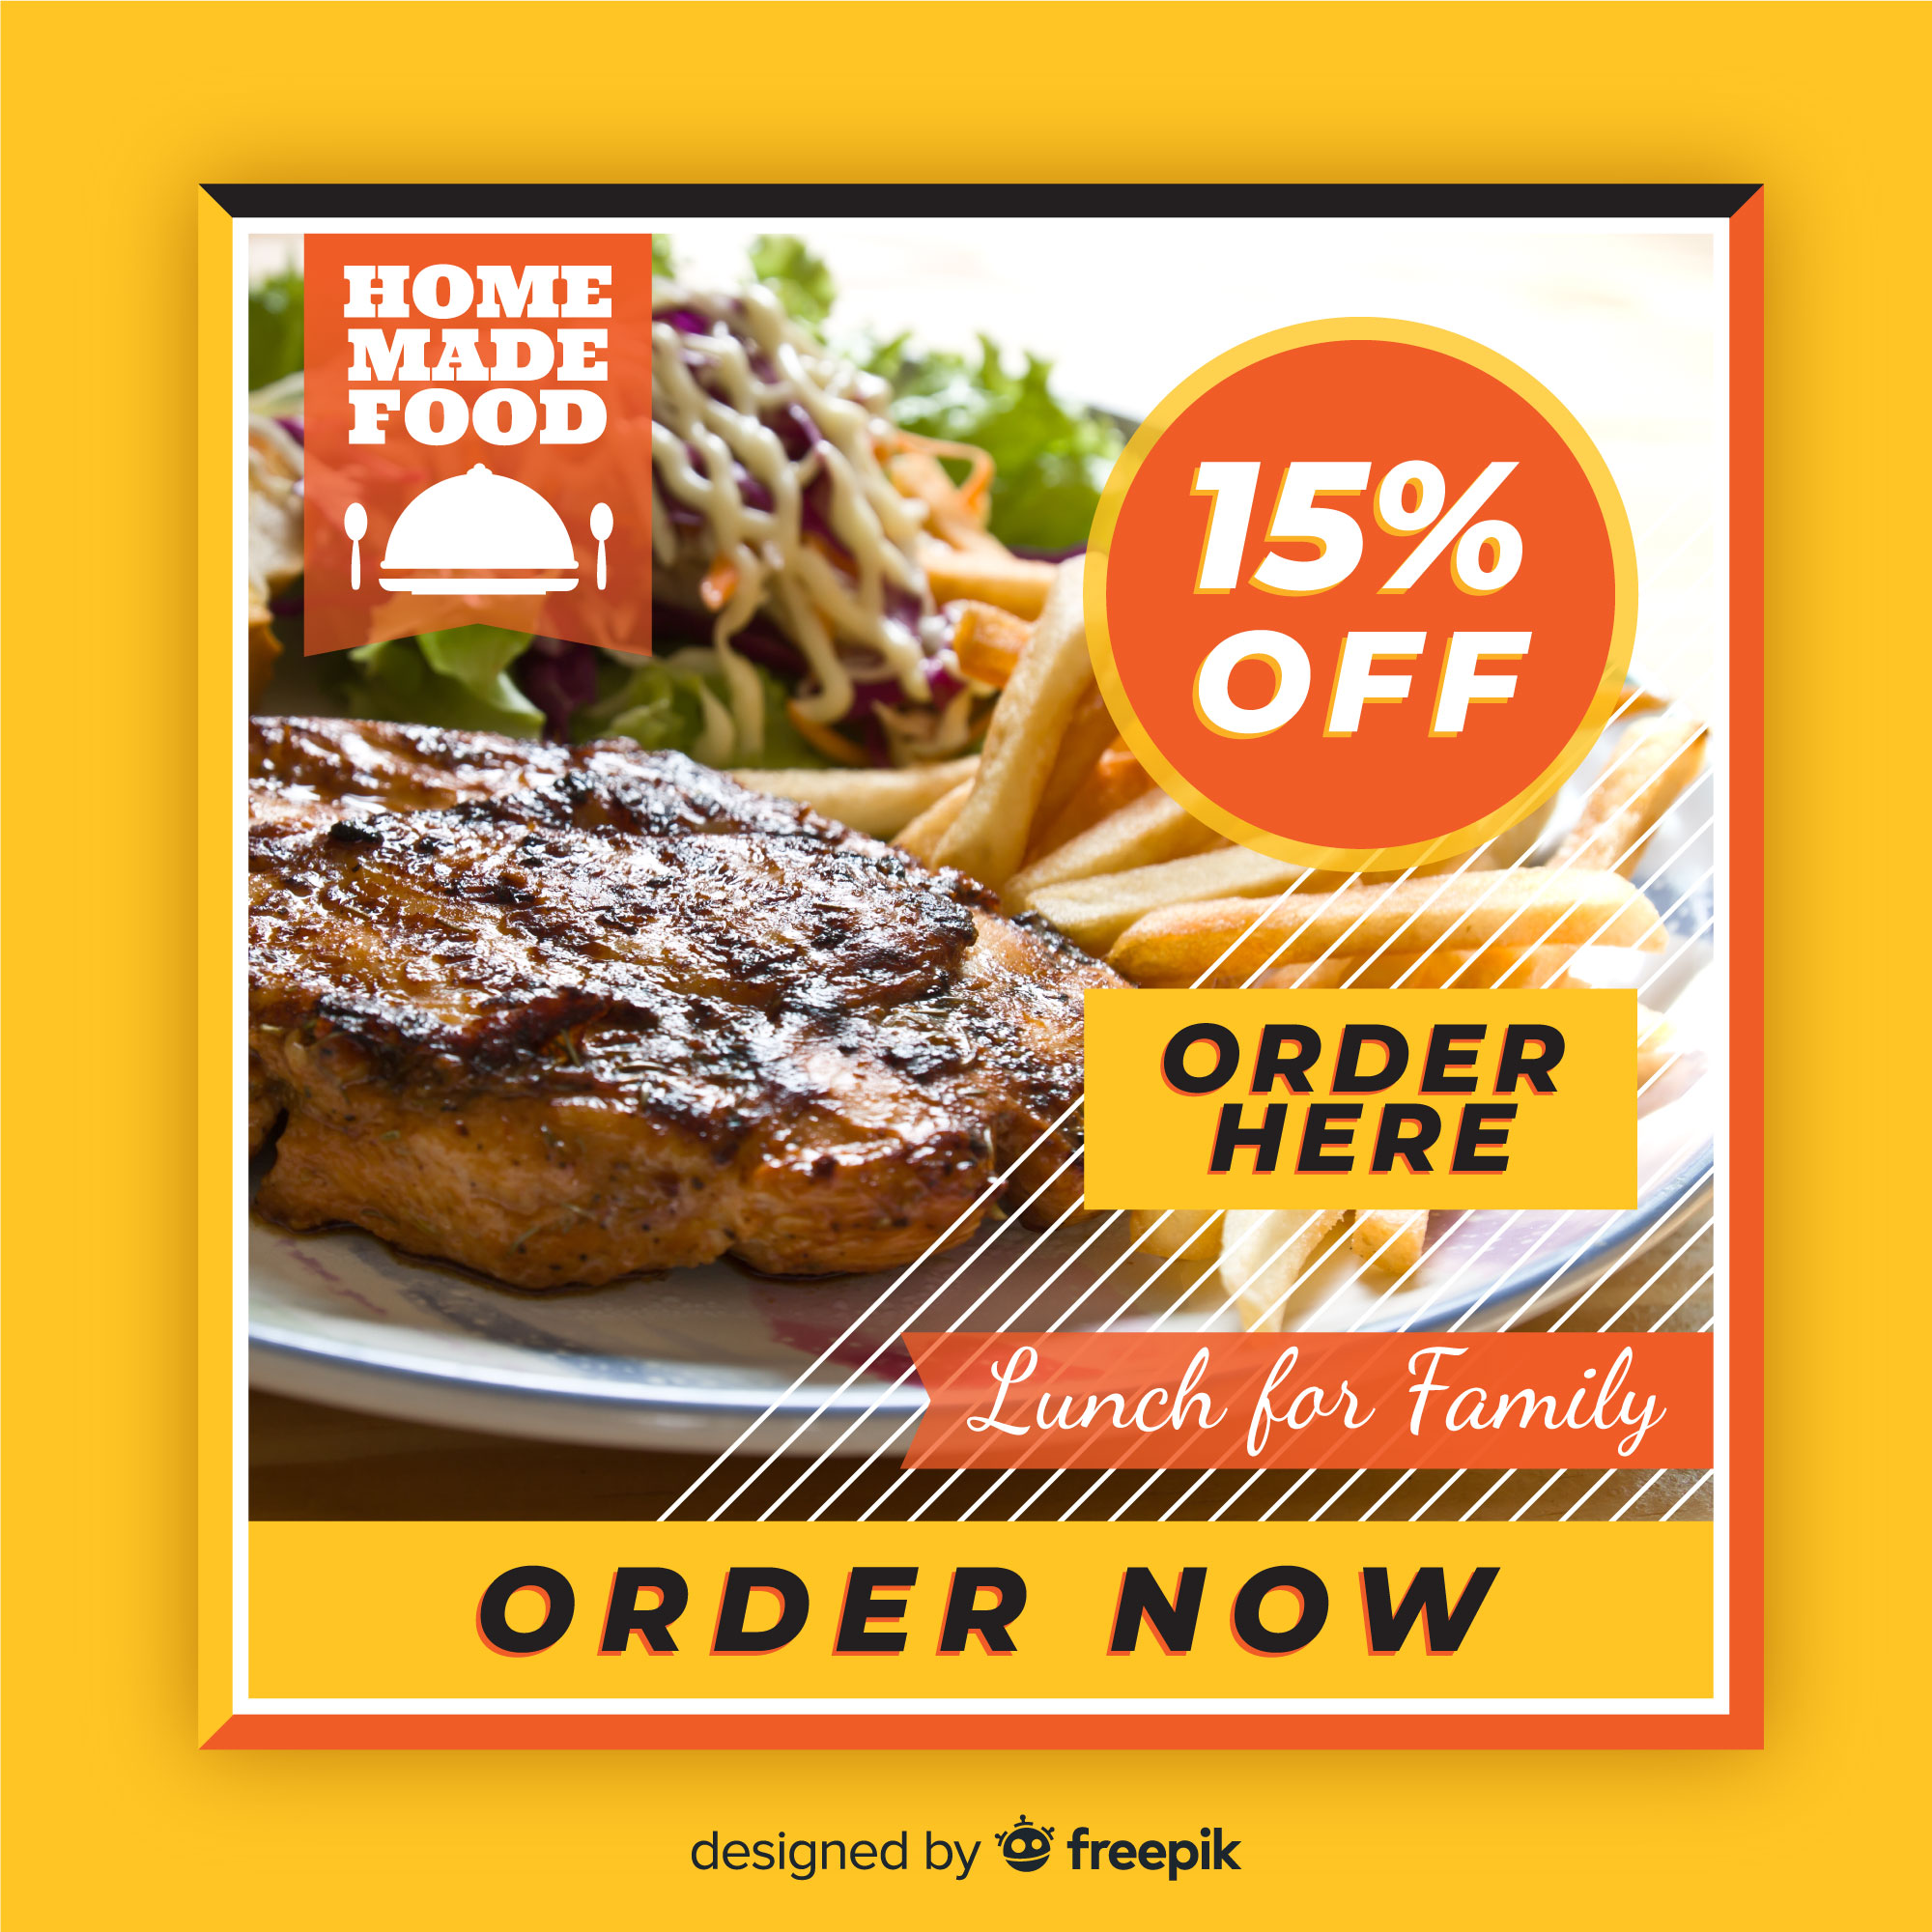 HOME
MADE
FOOD
15%
OFF
ORDER
HERE
Lunch for Family
ORDER NOW
designed by freepik